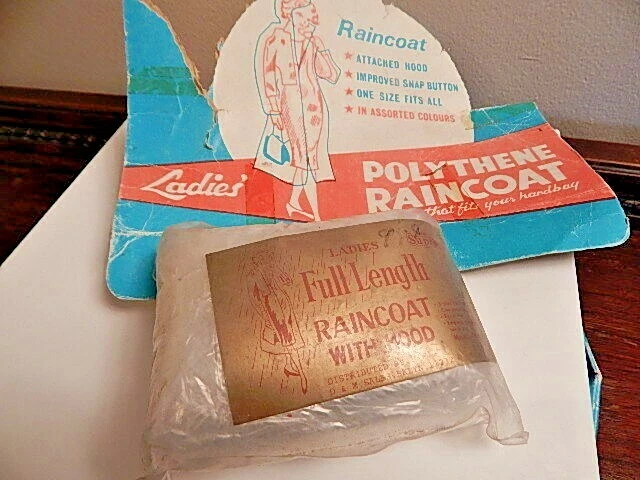 Raincoat
★ ATTACHED HOOD
★ IMPROVED SNAP BUTTON
★ ONE SIZE FITS ALL
★ IN ASSORTED COLOURS
Ladies'
POLYTHENE
RAINCOAT
that fits your handbag
LADIES
Full Length
RAINCOAT
WITH HOOD
DISTRIBUTED